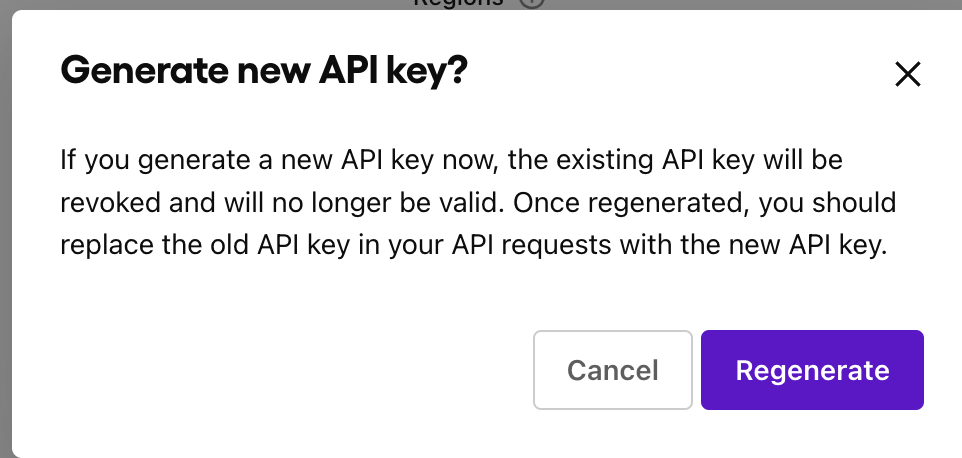 Regions
Generate new API key?
If you generate a new API key now, the existing API key will be
revoked and will no longer be valid. Once regenerated, you should
replace the old API key in your API requests with the new API key.
Cancel
Regenerate